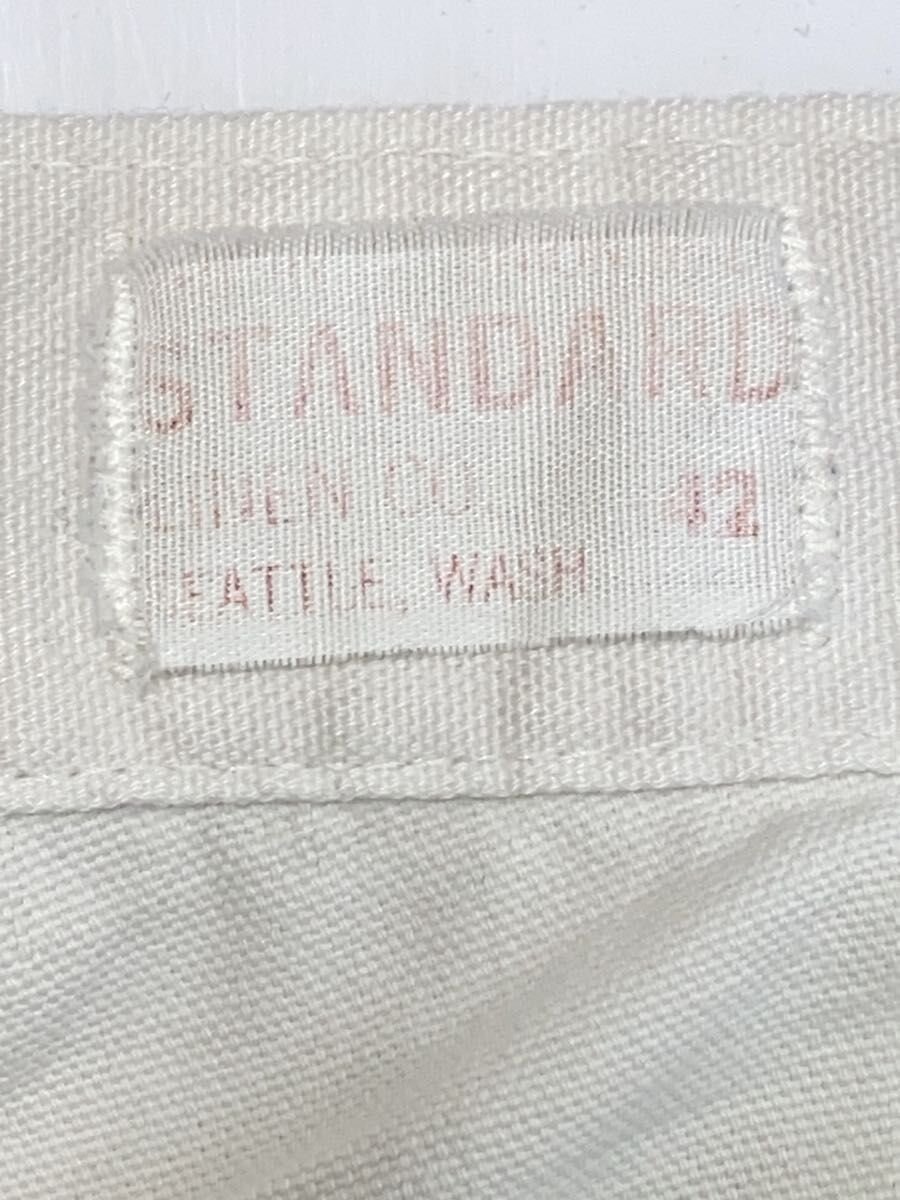 STANDARD
LINEN CO 42
SEATTLE, WASH